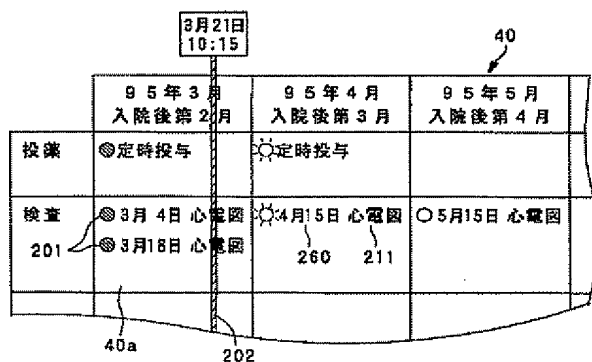 3月21日
10:15
40
95年3月
入院後第2月
95年4月
入院後第3月
95年5月
入院後第4月
投薬
定時投与
定時投与
検査
3月 4日 心電図
4月15日 心電図
5月15日 心電図
201
3月18日 心電図
260
211
40a
202